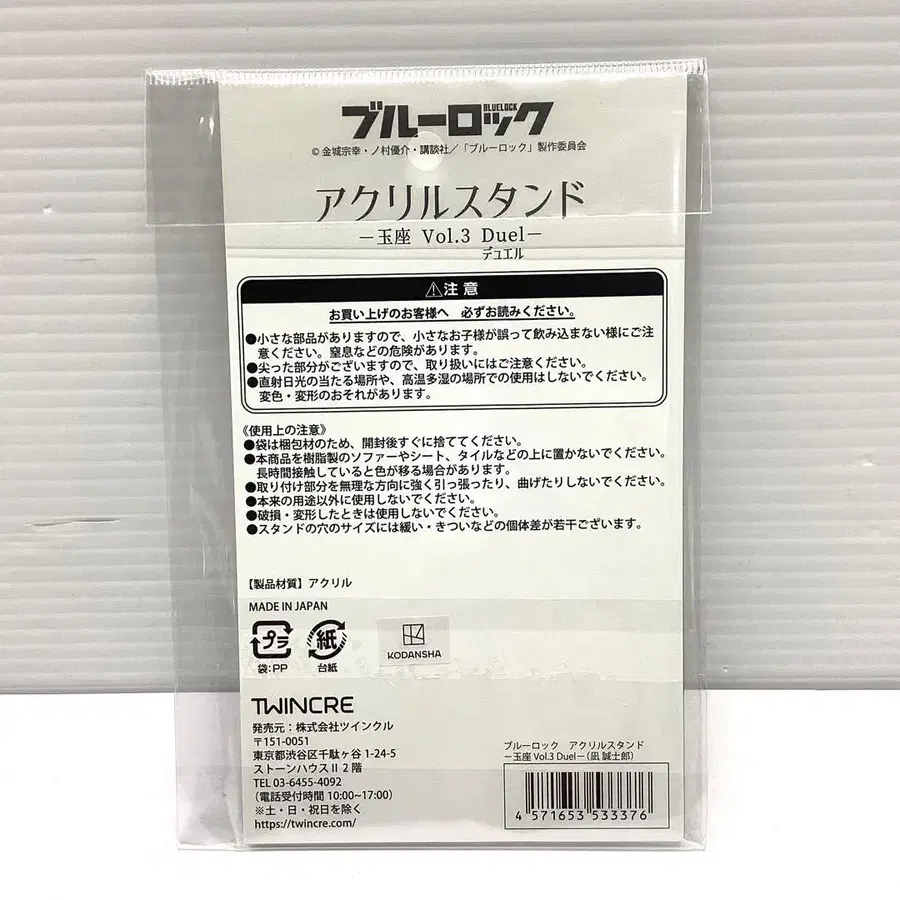 ブルーロック
BLUELOCK
© 金城宗幸・ノ村優介・講談社/「ブルーロック」製作委員会
アクリルスタンド
－玉座 Vol.3 Duel－
デュエル
⚠注意
お買い上げのお客様へ 必ずお読みください。
●小さな部品がありますので、小さなお子様が誤って飲み込まない様にご注
意ください。窒息などの危険があります。
●尖った部分がございますので、取り扱いにはご注意ください。
●直射日光の当たる場所や、高温多湿の場所での使用はしないでください。
変色・変形のおそれがあります。
《使用上の注意》
●袋は梱包材のため、開封後すぐに捨ててください。
●本商品を樹脂製のソファーやシート、タイルなどの上に置かないでください。
長時間接触していると色が移る場合があります。
●取り付け部分を無理な方向に強く引っ張ったり、曲げたりしないでください。
●本来の用途以外に使用しないでください。
●破損・変形したときは使用しないでください。
●スタンドの穴のサイズには緩い・きついなどの個体差が若干ございます。
【製品材質】アクリル
MADE IN JAPAN
プラ
紙
袋:PP
台紙
KODANSHA
TWINCRE
発売元:株式会社ツインクル
〒151-0051
東京都渋谷区千駄ヶ谷 1-24-5
ストーンハウスⅡ 2 階
TEL 03-6455-4092
(電話受付時間 10:00~17:00)
※土・日・祝日を除く
https://twincre.com/
ブルーロック アクリルスタンド
－玉座 Vol.3 Duel－(凪 誠士郎)
4 571653 533376